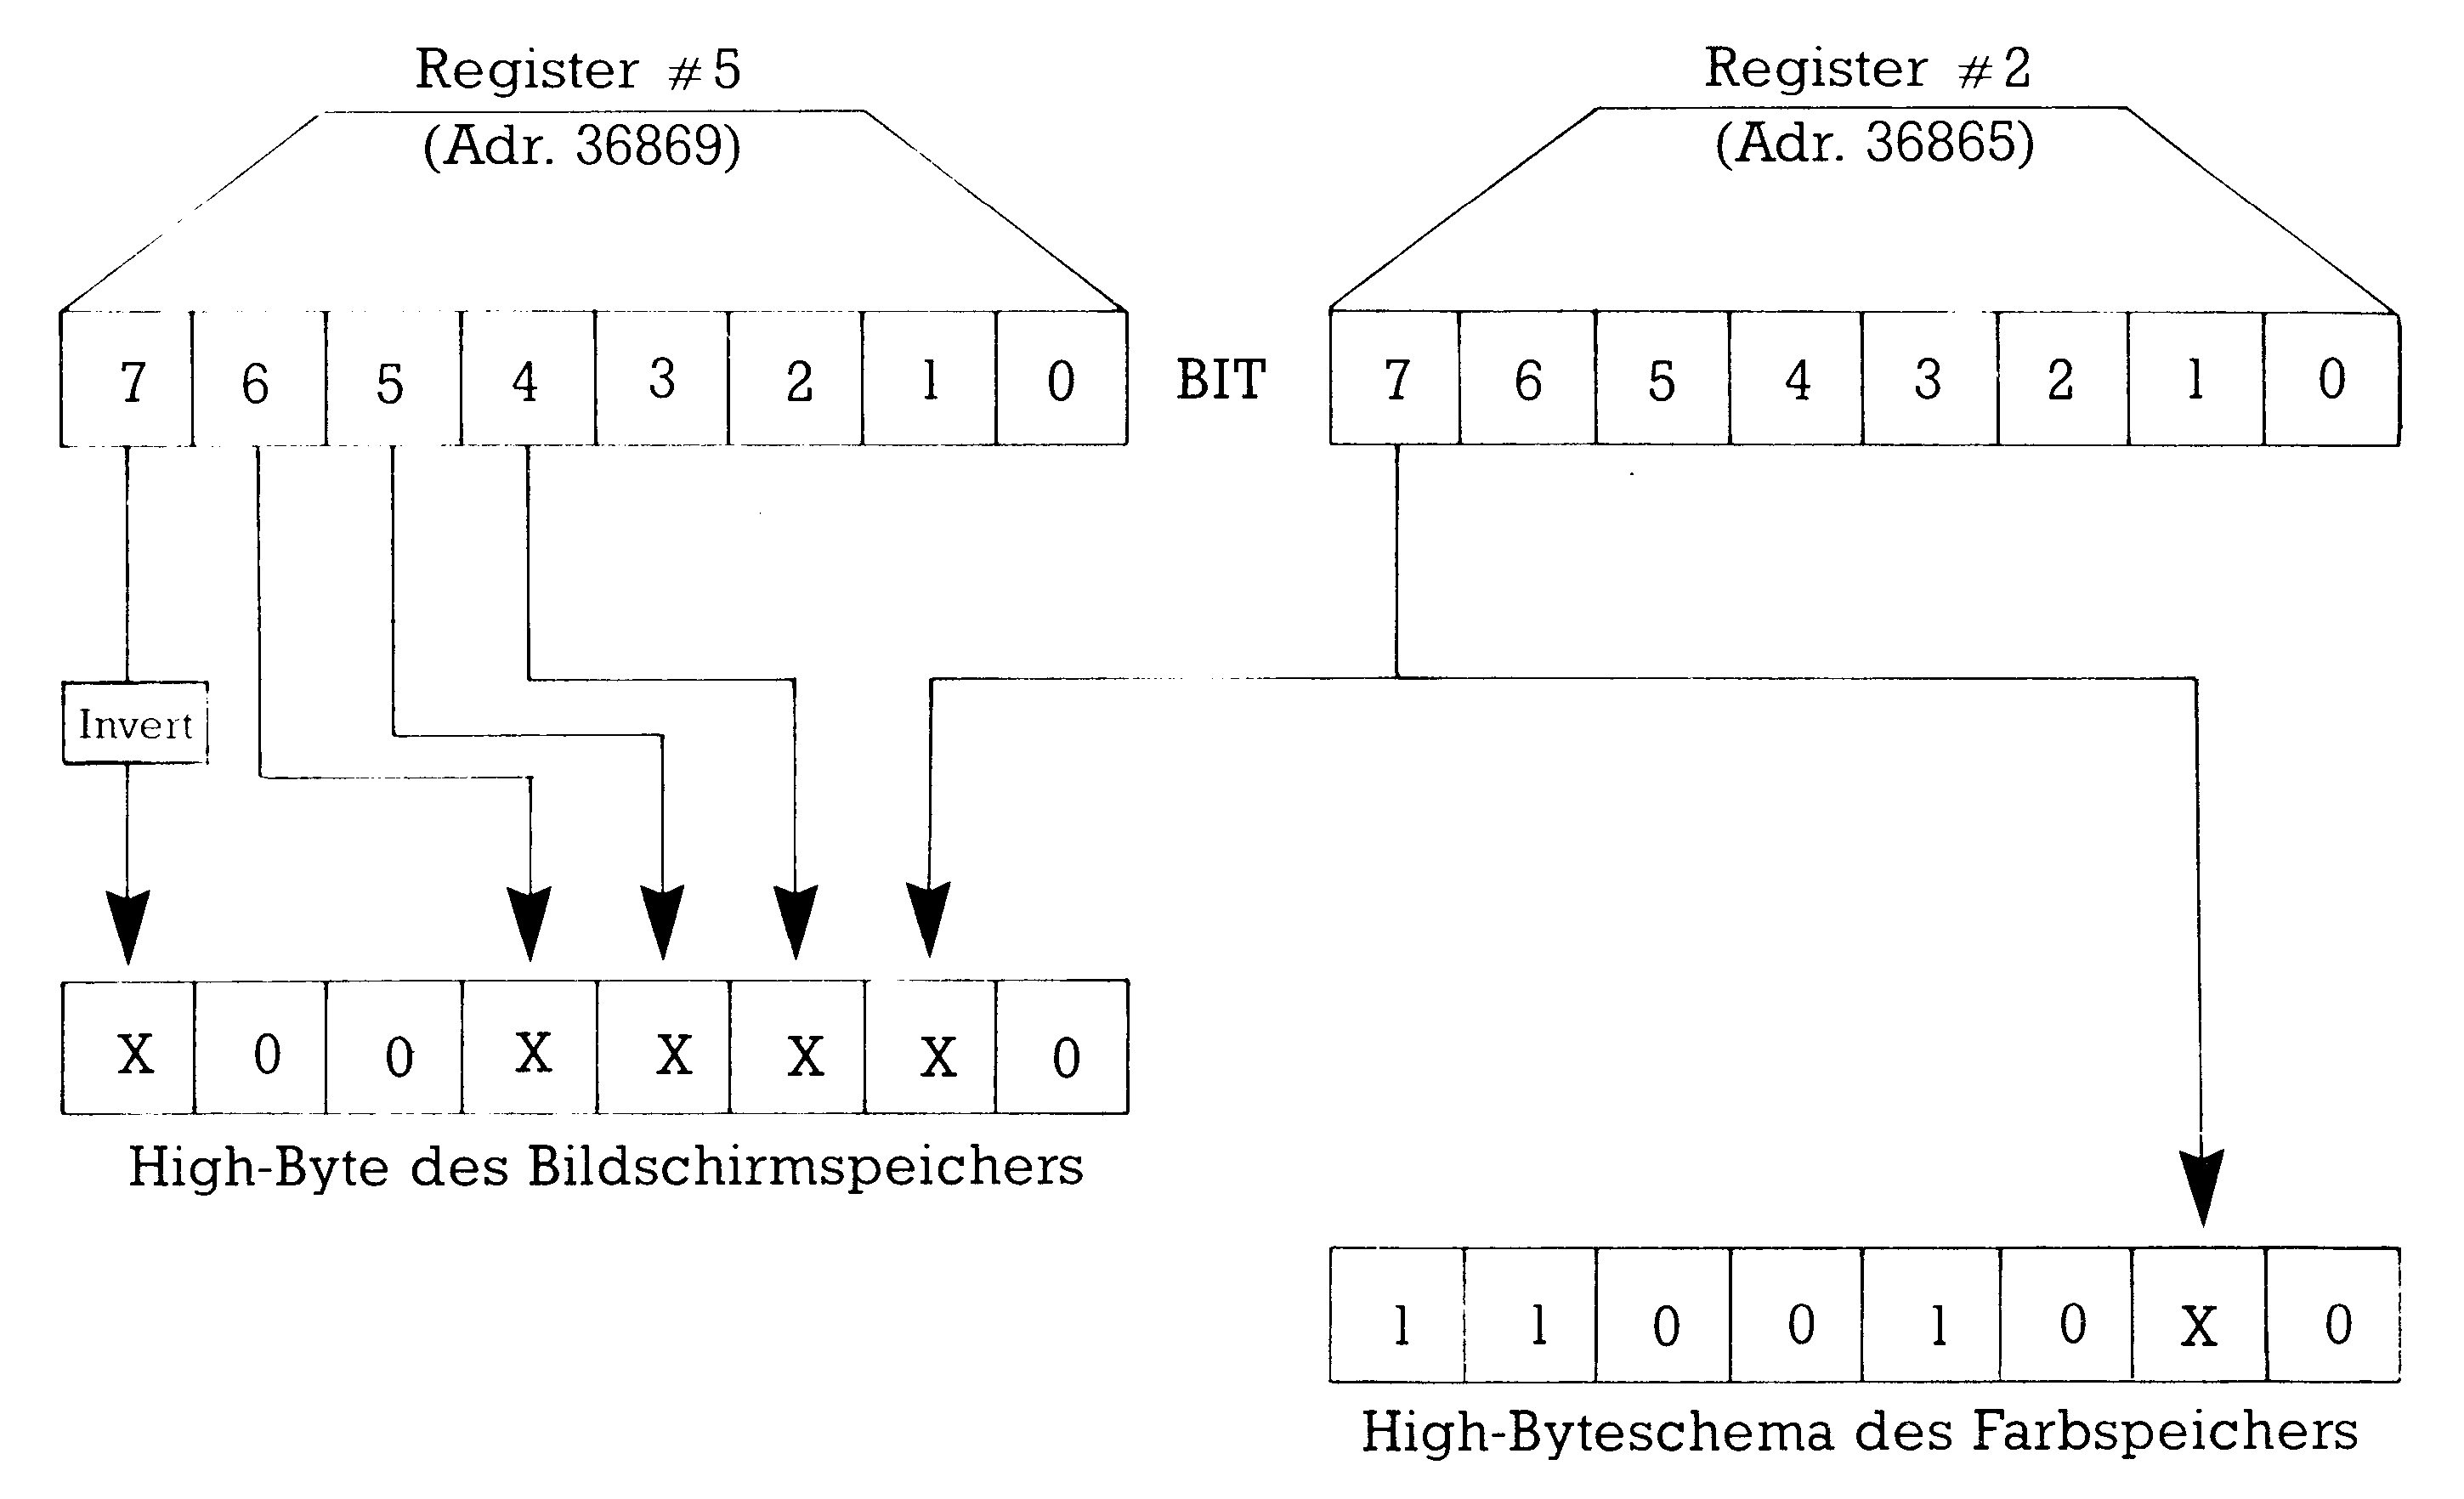 Register #5
(Adr. 36869)
Register #2
(Adr. 36865)
7 6 5 4 3 2 1 0
BIT
7 6 5 4 3 2 1 0
Invert
X 0 0 X X X X 0
High-Byte des Bildschirmspeichers
1 1 0 0 1 0 X 0
High-Byteschema des Farbspeichers